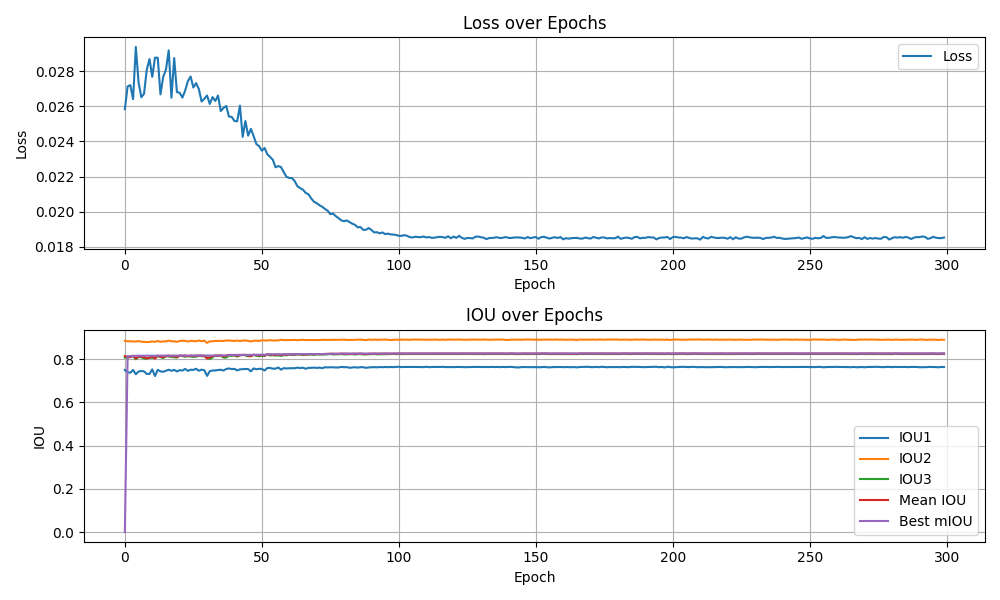 Loss over Epochs
Loss
0.028
0.026
0.024
0.022
0.020
0.018
Loss
0 50 100 150 200 250 300
Epoch
IOU over Epochs
0.8
0.6
0.4
0.2
0.0
IOU
IOU1
IOU2
IOU3
Mean IOU
Best mIOU
0 50 100 150 200 250 300
Epoch